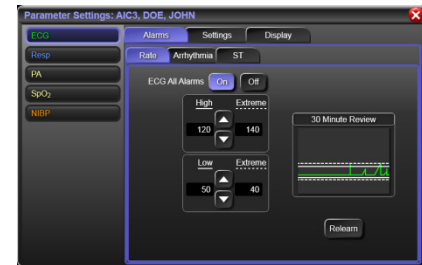 Parameter Settings: AIC3, DOE, JOHN
ECG
Resp
PA
SpO₂
NIBP
Alarms Settings Display
Rate Arrhythmia ST
ECG All Alarms On Off
High Extreme
120 140
Low Extreme
50 40
30 Minute Review
Relearn